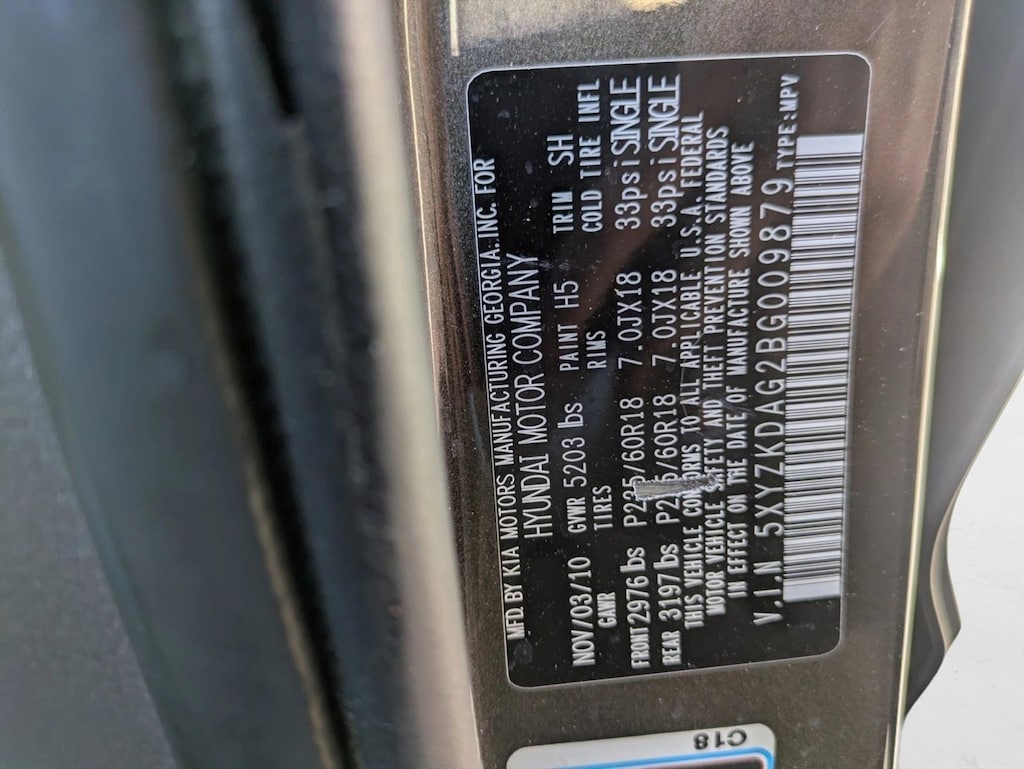 MFD. BY KIA MOTORS MANUFACTURING GEORGIA. INC. FOR
HYUNDAI MOTOR COMPANY
NOV/03/10 GVWR 5203 lbs PAINT H5 TRIM SH
GAWR TIRES RIMS COLD TIRE INFL
FRONT 2976 lbs P235/60R18 7.0JX18 33psi SINGLE
REAR 3197 lbs P235/60R18 7.0JX18 33psi SINGLE
THIS VEHICLE CONFORMS TO ALL APPLICABLE U.S.A. FEDERAL
MOTOR VEHICLE SAFETY AND THEFT PREVENTION STANDARDS
IN EFFECT ON THE DATE OF MANUFACTURE SHOWN ABOVE
V.I.N 5XYZKDAG2BG009879 TYPE:MPV
C18